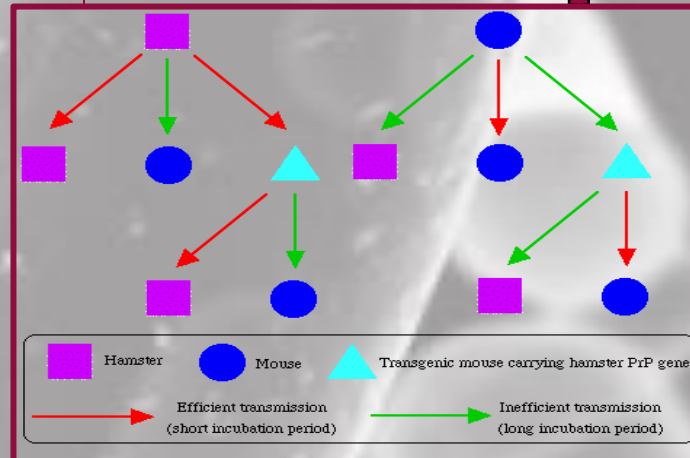 Hamster
Mouse
Transgenic mouse carrying hamster PrP gene
Efficient transmission
(short incubation period)
Inefficient transmission
(long incubation period)